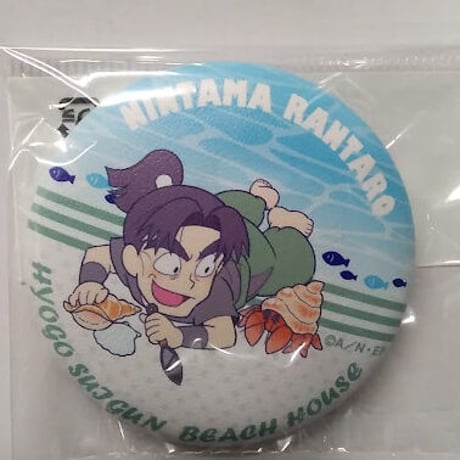 NINTAMA RANTARO
©A/N・EP
HYOGO SUIGUN BEACH HOUSE